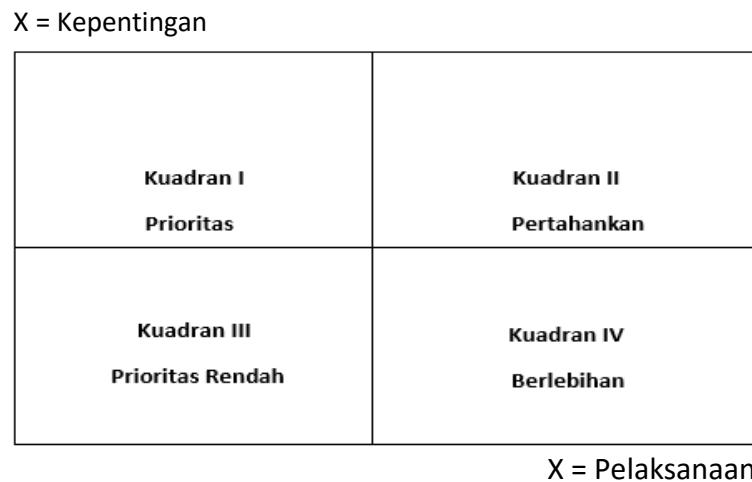 X = Kepentingan
Kuadran I
Prioritas
Kuadran II
Pertahankan
Kuadran III
Prioritas Rendah
Kuadran IV
Berlebihan
X = Pelaksanaan